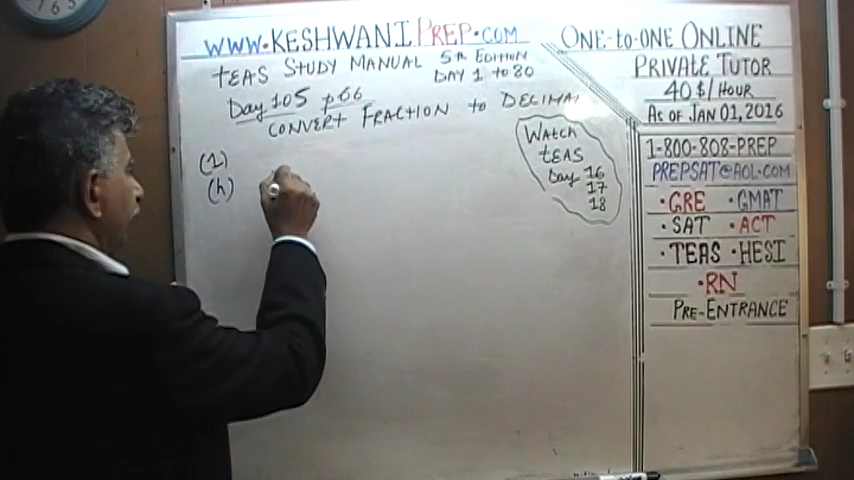 WWW.KESHWANIPREP.COM
TEAS STUDY MANUAL 5th EDITION
DAY 1 to 80
Day 105 p66
CONVERT FRACTION to DECIMAL
(1)
(h)
WATCH
TEAS
Day 16
17
18
ONE-to-ONE ONLINE
PRIVATE TUTOR
40$/HOUR
AS OF JAN 01,2016
1-800-808-PREP
PREPSAT@AOL.COM
•GRE •GMAT
•SAT •ACT
•TEAS •HESI
•RN
PRE-ENTRANCE